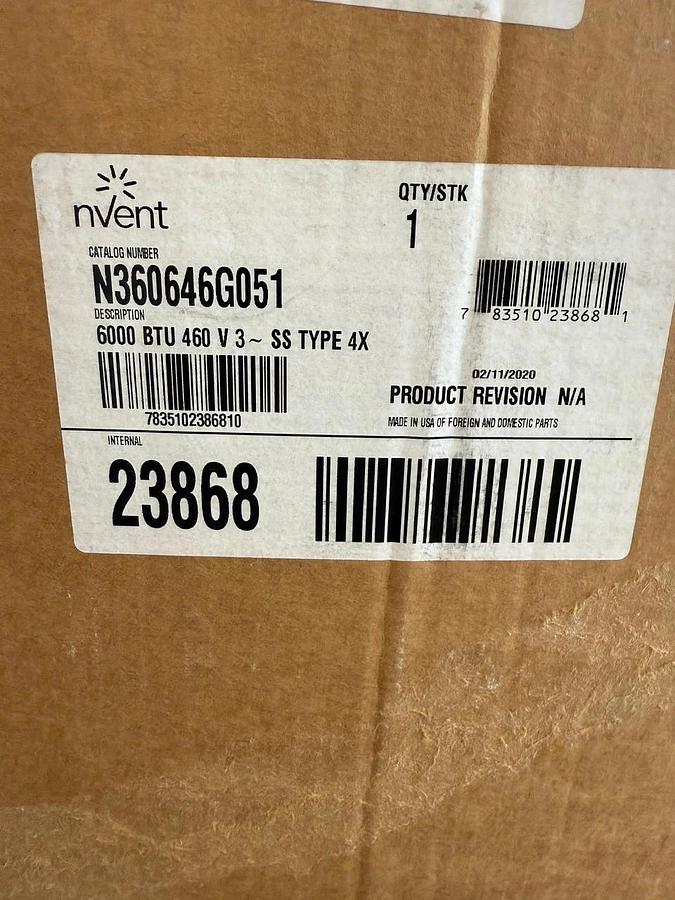 nvent
QTY/STK
1
CATALOG NUMBER
N360646G051
DESCRIPTION
6000 BTU 460 V 3~ SS TYPE 4X
7835102386810
7 83510 23868 1
02/11/2020
PRODUCT REVISION N/A
MADE IN USA OF FOREIGN AND DOMESTIC PARTS
INTERNAL
23868